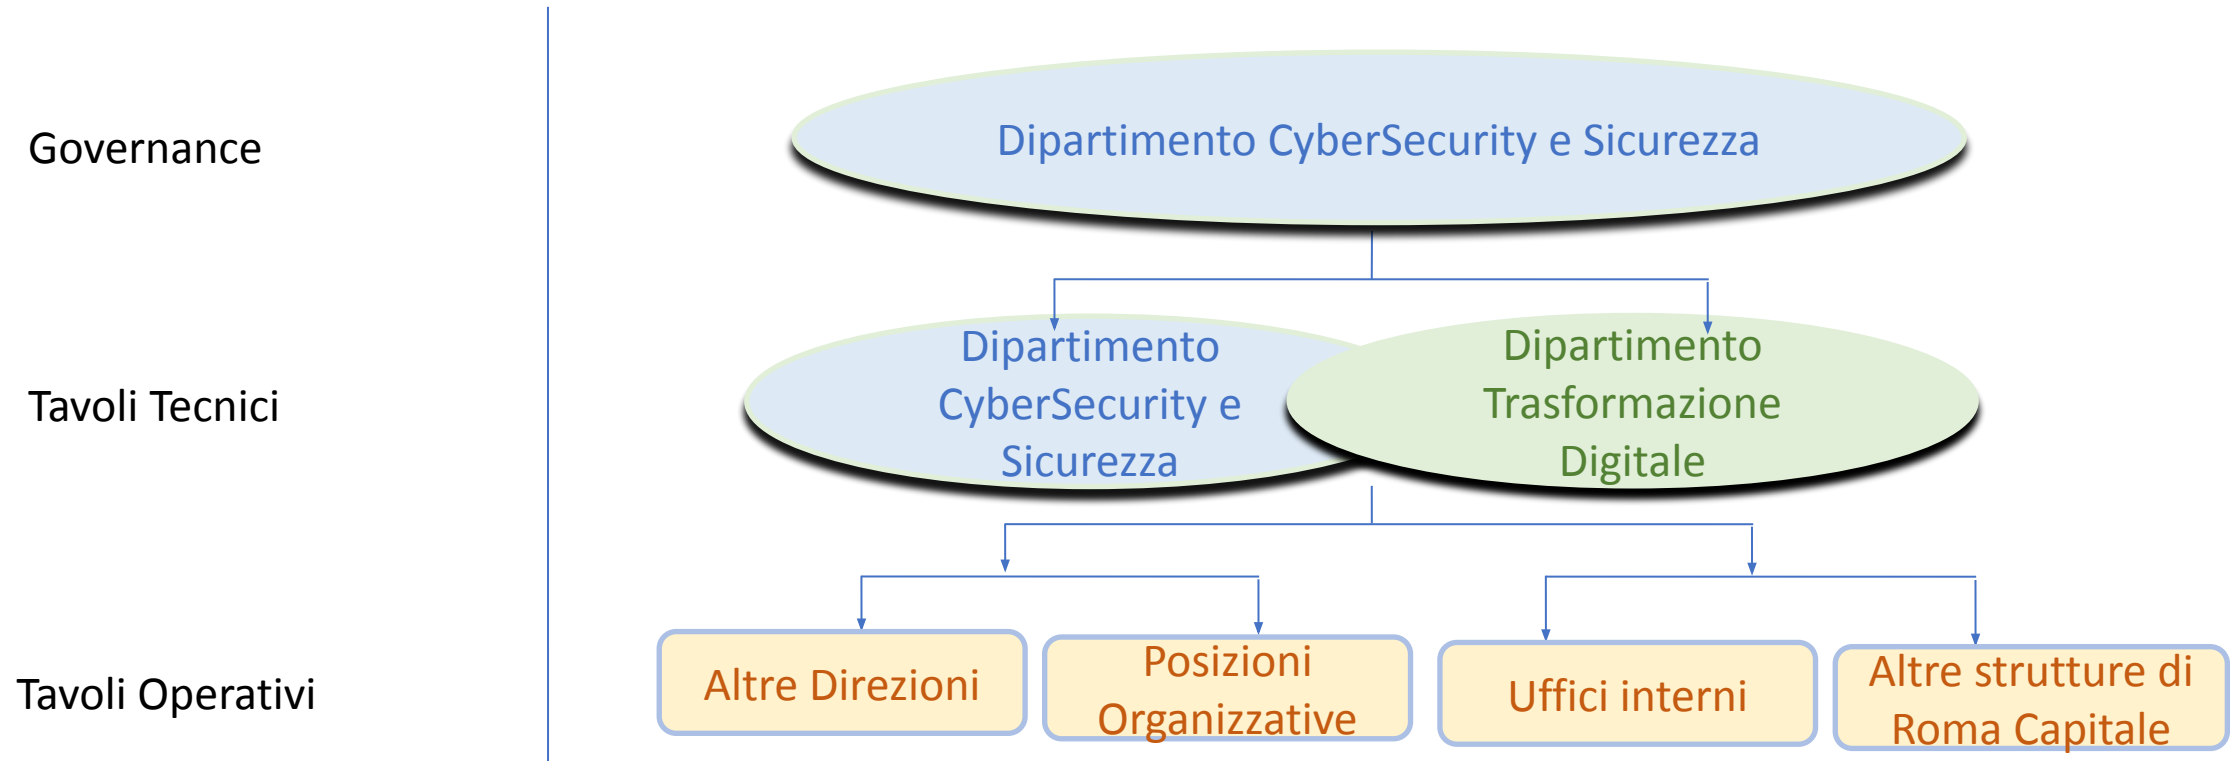 Governance
Dipartimento CyberSecurity e Sicurezza
Tavoli Tecnici
Dipartimento
CyberSecurity e
Sicurezza
Dipartimento
Trasformazione
Digitale
Tavoli Operativi
Altre Direzioni
Posizioni
Organizzative
Uffici interni
Altre strutture di
Roma Capitale